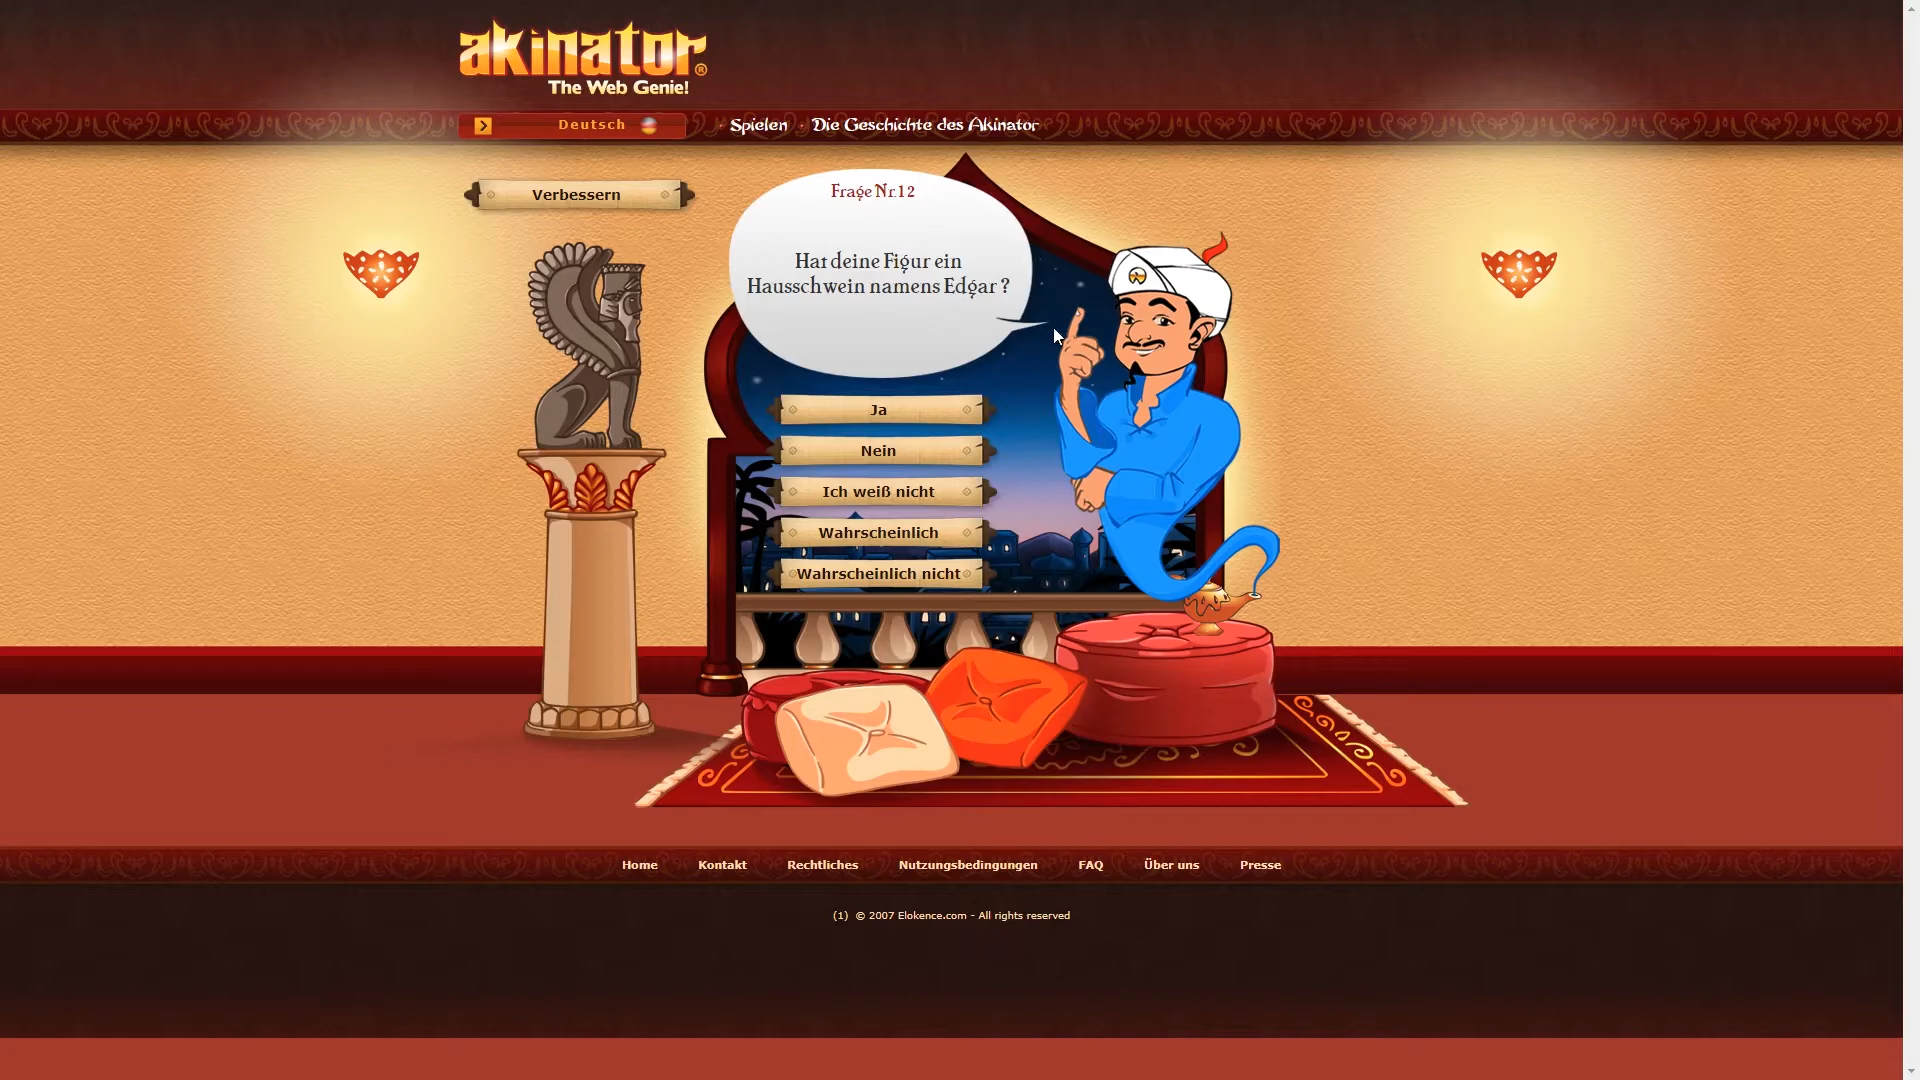 akinator®
The Web Genie!
Deutsch
Spielen
Die Geschichte des Akinator
Verbessern
Frage Nr.12
Hat deine Figur ein
Hausschwein namens Edgar ?
Ja
Nein
Ich weiß nicht
Wahrscheinlich
Wahrscheinlich nicht
Home Kontakt Rechtliches Nutzungsbedingungen FAQ Über uns Presse
(1) © 2007 Elokence.com - All rights reserved